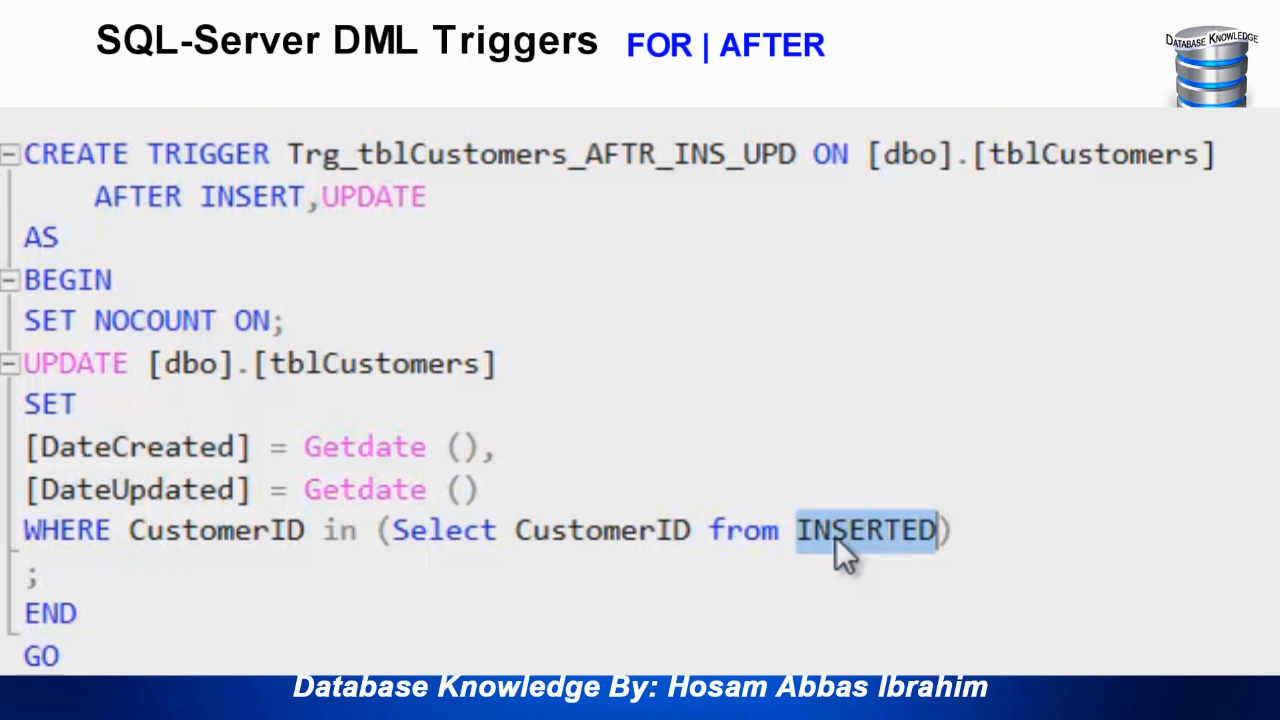 SQL-Server DML Triggers FOR | AFTER
DATABASE KNOWLEDGE
CREATE TRIGGER Trg_tblCustomers_AFTR_INS_UPD ON [dbo].[tblCustomers]
AFTER INSERT,UPDATE
AS
BEGIN
SET NOCOUNT ON;
UPDATE [dbo].[tblCustomers]
SET
[DateCreated] = Getdate (),
[DateUpdated] = Getdate ()
WHERE CustomerID in (Select CustomerID from INSERTED)
;
END
GO
Database Knowledge By: Hosam Abbas Ibrahim